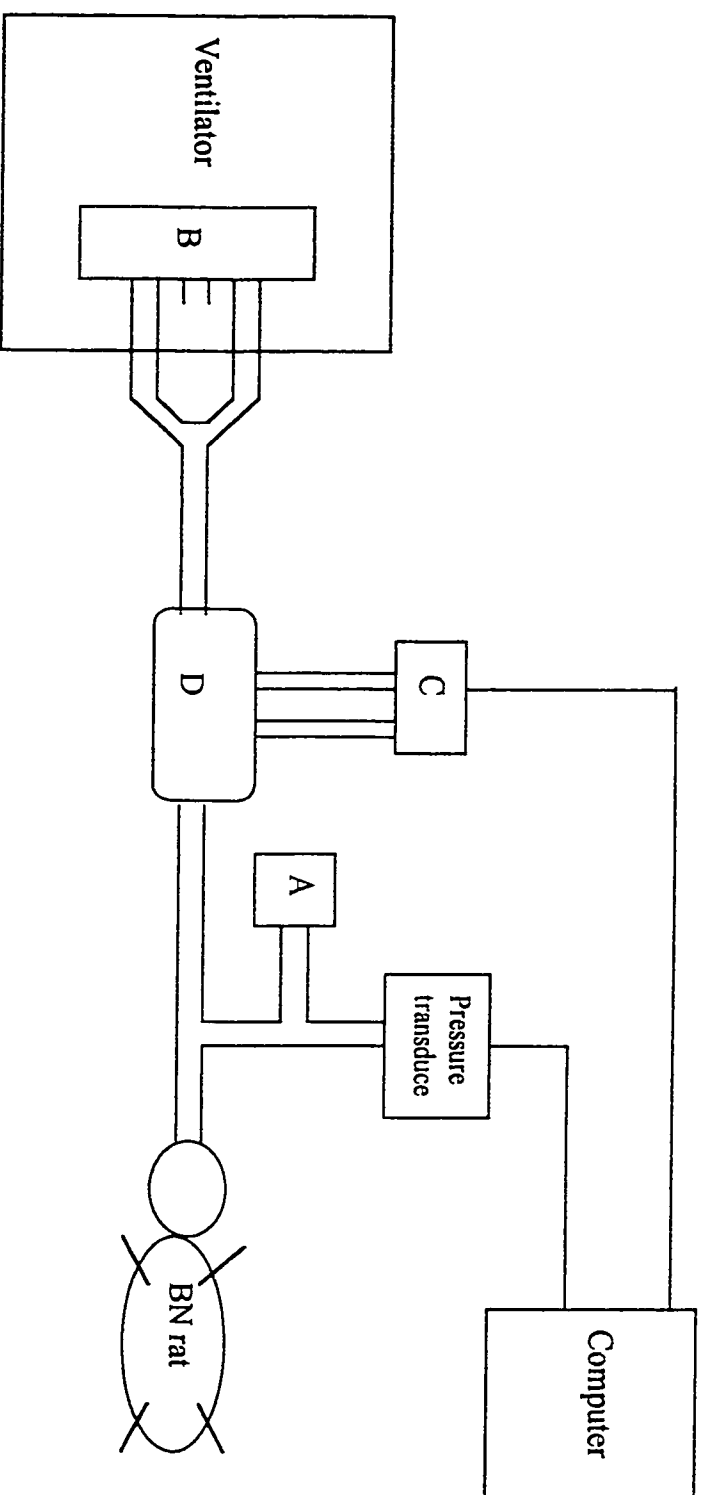 Ventilator
B
D
C
A
Pressure
transduce
BN rat
Computer